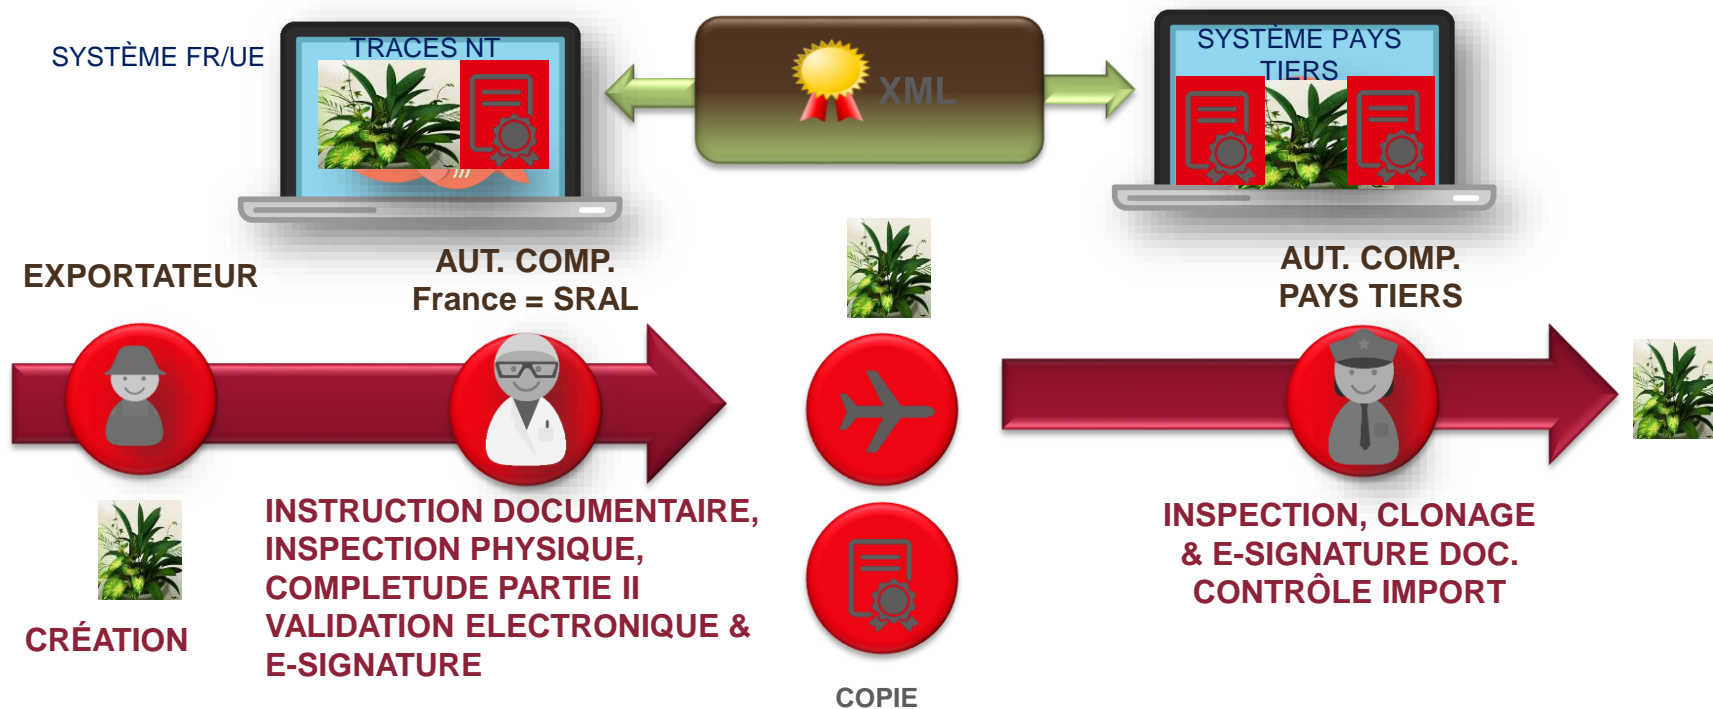 SYSTÈME FR/UE
TRACES NT
XML
SYSTÈME PAYS
TIERS
EXPORTATEUR
AUT. COMP.
France = SRAL
AUT. COMP.
PAYS TIERS
CRÉATION
INSTRUCTION DOCUMENTAIRE,
INSPECTION PHYSIQUE,
COMPLETUDE PARTIE II
VALIDATION ELECTRONIQUE &
E-SIGNATURE
COPIE
INSPECTION, CLONAGE
& E-SIGNATURE DOC.
CONTRÔLE IMPORT